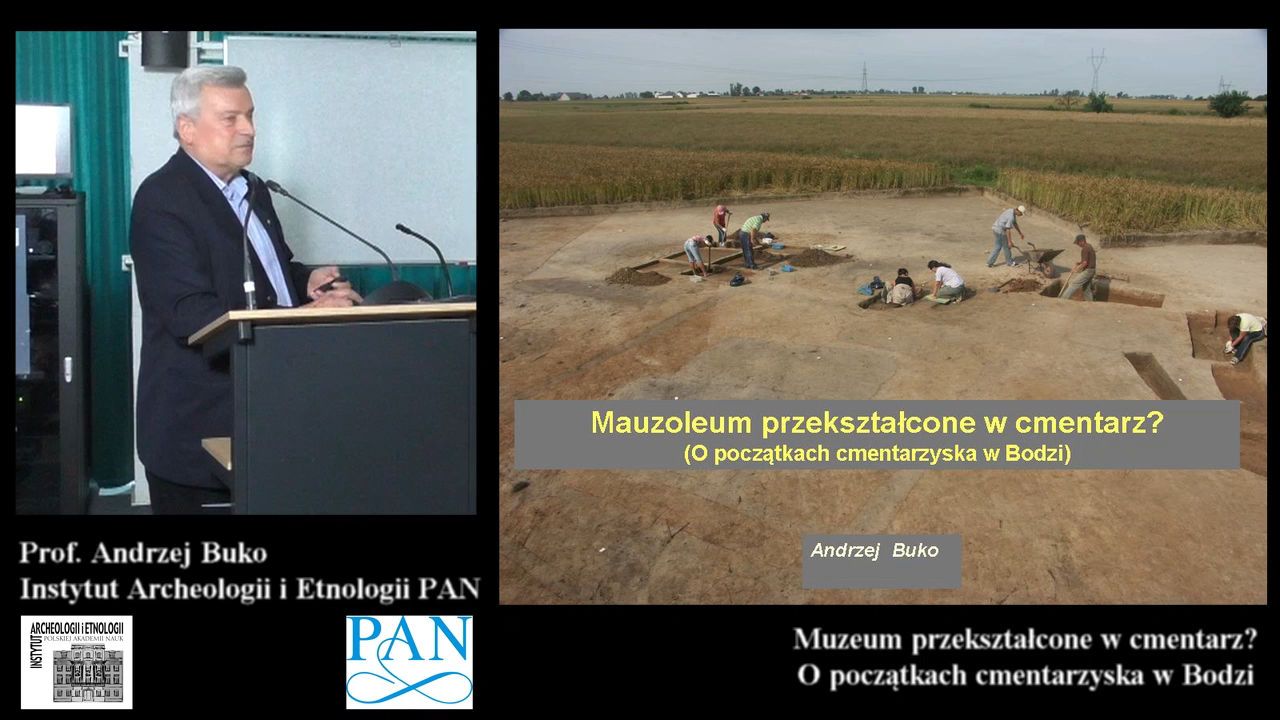 Mauzoleum przekształcone w cmentarz?
(O początkach cmentarzyska w Bodzi)
Andrzej Buko
Prof. Andrzej Buko
Instytut Archeologii i Etnologii PAN
INSTYTUT
ARCHEOLOGII i ETNOLOGII
POLSKIEJ AKADEMII NAUK
PAN
Muzeum przekształcone w cmentarz?
O początkach cmentarzyska w Bodzi